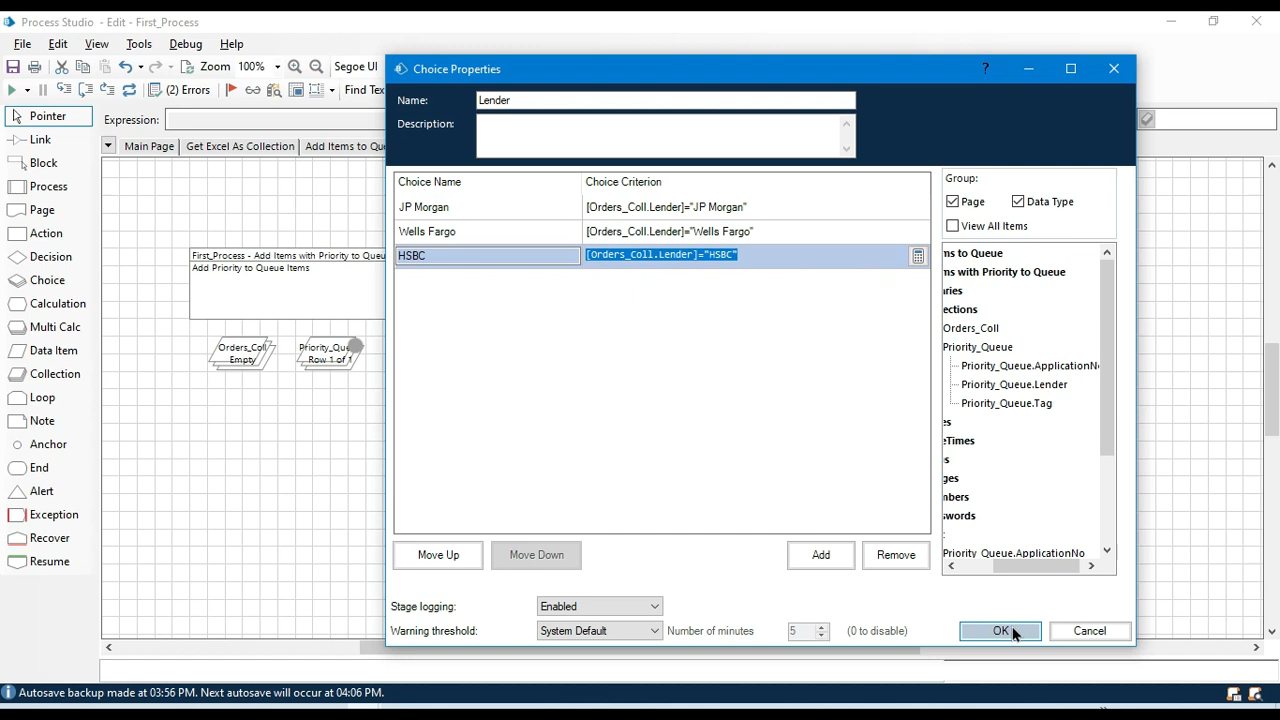 Process Studio - Edit - First_Process
File Edit View Tools Debug Help
Zoom 100% Segoe UI
(2) Errors Find Tex
Pointer
Link
Block
Process
Page
Action
Decision
Choice
Calculation
Multi Calc
Data Item
Collection
Loop
Note
Anchor
End
Alert
Exception
Recover
Resume
Expression:
Main Page Get Excel As Collection Add Items to Qu
First_Process - Add Items with Priority to Queue
Add Priority to Queue Items
Orders_Coll
Empty
Priority_Qu
Row 1 of 1
Choice Properties
?
Name: Lender
Description:
Choice Name Choice Criterion
JP Morgan [Orders_Coll.Lender]="JP Morgan"
Wells Fargo [Orders_Coll.Lender]="Wells Fargo"
HSBC [Orders_Coll.Lender]="HSBC"
Move Up Move Down Add Remove
Group:
Page Data Type
View All Items
ms to Queue
ms with Priority to Queue
ries
ections
Orders_Coll
Priority_Queue
Priority_Queue.ApplicationN
Priority_Queue.Lender
Priority_Queue.Tag
es
eTimes
s
ges
mbers
swords
:
Priority_Queue.ApplicationNo
Stage logging: Enabled
Warning threshold: System Default Number of minutes 5 (0 to disable)
OK Cancel
Autosave backup made at 03:56 PM. Next autosave will occur at 04:06 PM.